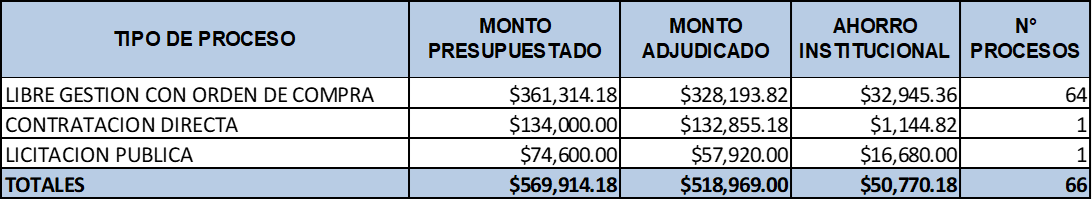 TIPO DE PROCESO MONTO PRESUPUESTADO MONTO ADJUDICADO AHORRO INSTITUCIONAL N° PROCESOS
LIBRE GESTION CON ORDEN DE COMPRA $361,314.18 $328,193.82 $32,945.36 64
CONTRATACION DIRECTA $134,000.00 $132,855.18 $1,144.82 1
LICITACION PUBLICA $74,600.00 $57,920.00 $16,680.00 1
TOTALES $569,914.18 $518,969.00 $50,770.18 66